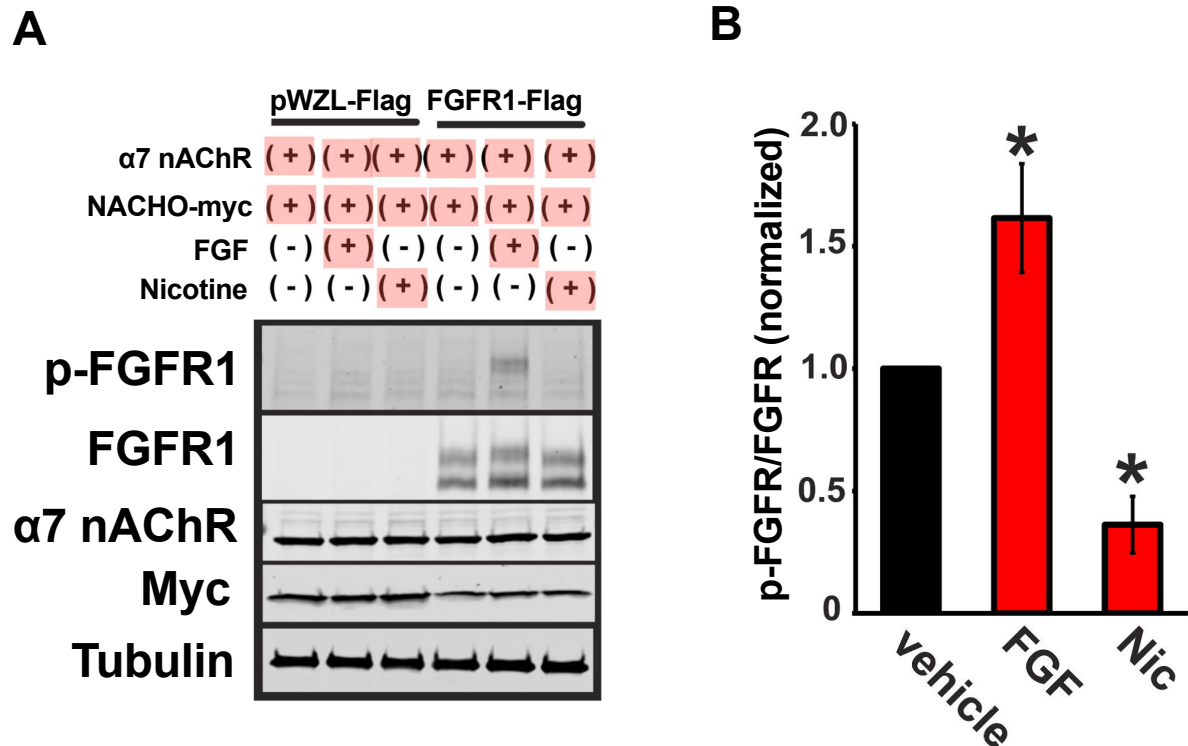 A
pWZL-Flag FGFR1-Flag
α7 nAChR (+) (+) (+) (+) (+) (+)
NACHO-myc (+) (+) (+) (+) (+) (+)
FGF (-) (+) (-) (-) (+) (-)
Nicotine (-) (-) (+) (-) (-) (+)
p-FGFR1
FGFR1
α7 nAChR
Myc
Tubulin
B
p-FGFR/FGFR (normalized)
2.0
1.5
1.0
0.5
0
*
*
vehicle
FGF
Nic